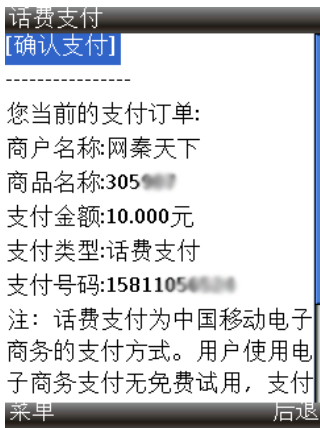 话费支付
[确认支付]
----------------
您当前的支付订单:
商户名称:网秦天下
商品名称:305
支付金额:10.000元
支付类型:话费支付
支付号码:1581105
注：话费支付为中国移动电子
商务的支付方式。用户使用电
子商务支付无免费试用，支付
菜单 后退